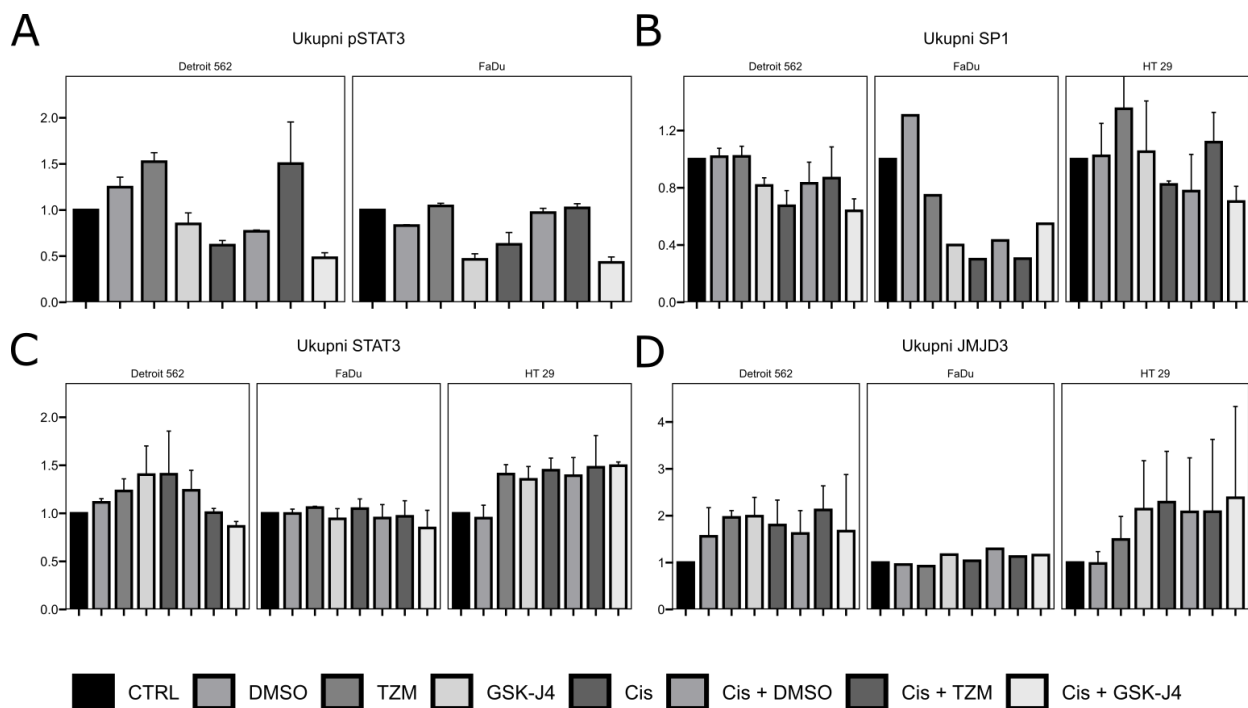 A
Ukupni pSTAT3
Detroit 562
FaDu
2.0
1.5
1.0
0.5
0.0
B
Ukupni SP1
Detroit 562
FaDu
HT 29
1.2
0.8
0.4
0.0
C
Ukupni STAT3
Detroit 562
FaDu
HT 29
2.0
1.5
1.0
0.5
0.0
D
Ukupni JMJD3
Detroit 562
FaDu
HT 29
4
3
2
1
0
CTRL DMSO TZM GSK-J4 Cis Cis + DMSO Cis + TZM Cis + GSK-J4